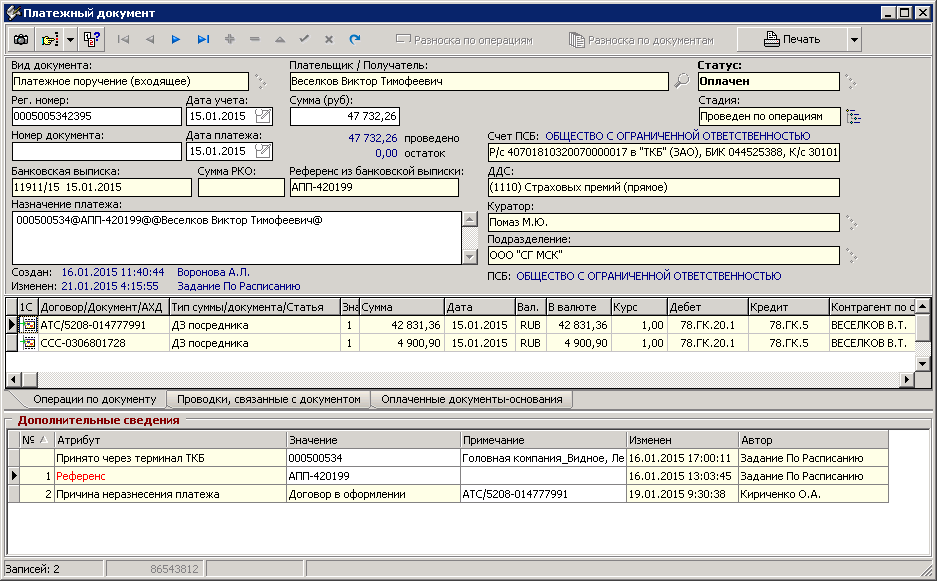 Платежный документ
Разноска по операциям Разноска по документам Печать
Вид документа: Плательщик / Получатель: Статус:
Платежное поручение (входящее) Веселков Виктор Тимофеевич Оплачен
Рег. номер: Дата учета: Сумма (руб): Стадия:
0005005342395 15.01.2015 47 732,26 Проведен по операциям
Номер документа: Дата платежа: 47 732,26 проведено Счет ПСБ: ОБЩЕСТВО С ОГРАНИЧЕННОЙ ОТВЕТСТВЕННОСТЬЮ
15.01.2015 0,00 остаток Р/с 40701810320070000017 в "ТКБ" (ЗАО), БИК 044525388, К/с 30101
Банковская выписка: Сумма РКО: Референс из банковской выписки: ДДС:
11911/15 15.01.2015 АПП-420199 (1110) Страховых премий (прямое)
Назначение платежа: Куратор:
000500534@АПП-420199@@Веселков Виктор Тимофеевич@ Помаз М.Ю.
Подразделение:
ООО "СГ МСК"
Создан: 16.01.2015 11:40:44 Воронова А.Л. ПСБ: ОБЩЕСТВО С ОГРАНИЧЕННОЙ ОТВЕТСТВЕННОСТЬЮ
Изменен: 21.01.2015 4:15:55 Задание По Расписанию
1С Договор/Документ/АХД Тип суммы/документа/Статья Зна Сумма Дата Вал. В валюте Курс Дебет Кредит Контрагент по о
АТС/5208-014777991 ДЗ посредника 1 42 831,36 15.01.2015 RUB 42 831,36 1,00 78.ГК.20.1 78.ГК.5 ВЕСЕЛКОВ В.Т.
ССС-0306801728 ДЗ посредника 1 4 900,90 15.01.2015 RUB 4 900,90 1,00 78.ГК.20.1 78.ГК.5 ВЕСЕЛКОВ В.Т.
Операции по документу Проводки, связанные с документом Оплаченные документы-основания
Дополнительные сведения
№ Атрибут Значение Примечание Изменен Автор
Принято через терминал ТКБ 000500534 Головная компания_Видное, Ле 16.01.2015 17:00:11 Задание По Расписанию
1 Референс АПП-420199 16.01.2015 13:03:45 Задание По Расписанию
2 Причина неразнесения платежа Договор в оформлении АТС/5208-014777991 19.01.2015 9:30:38 Кириченко О.А.
Записей: 2 86543812